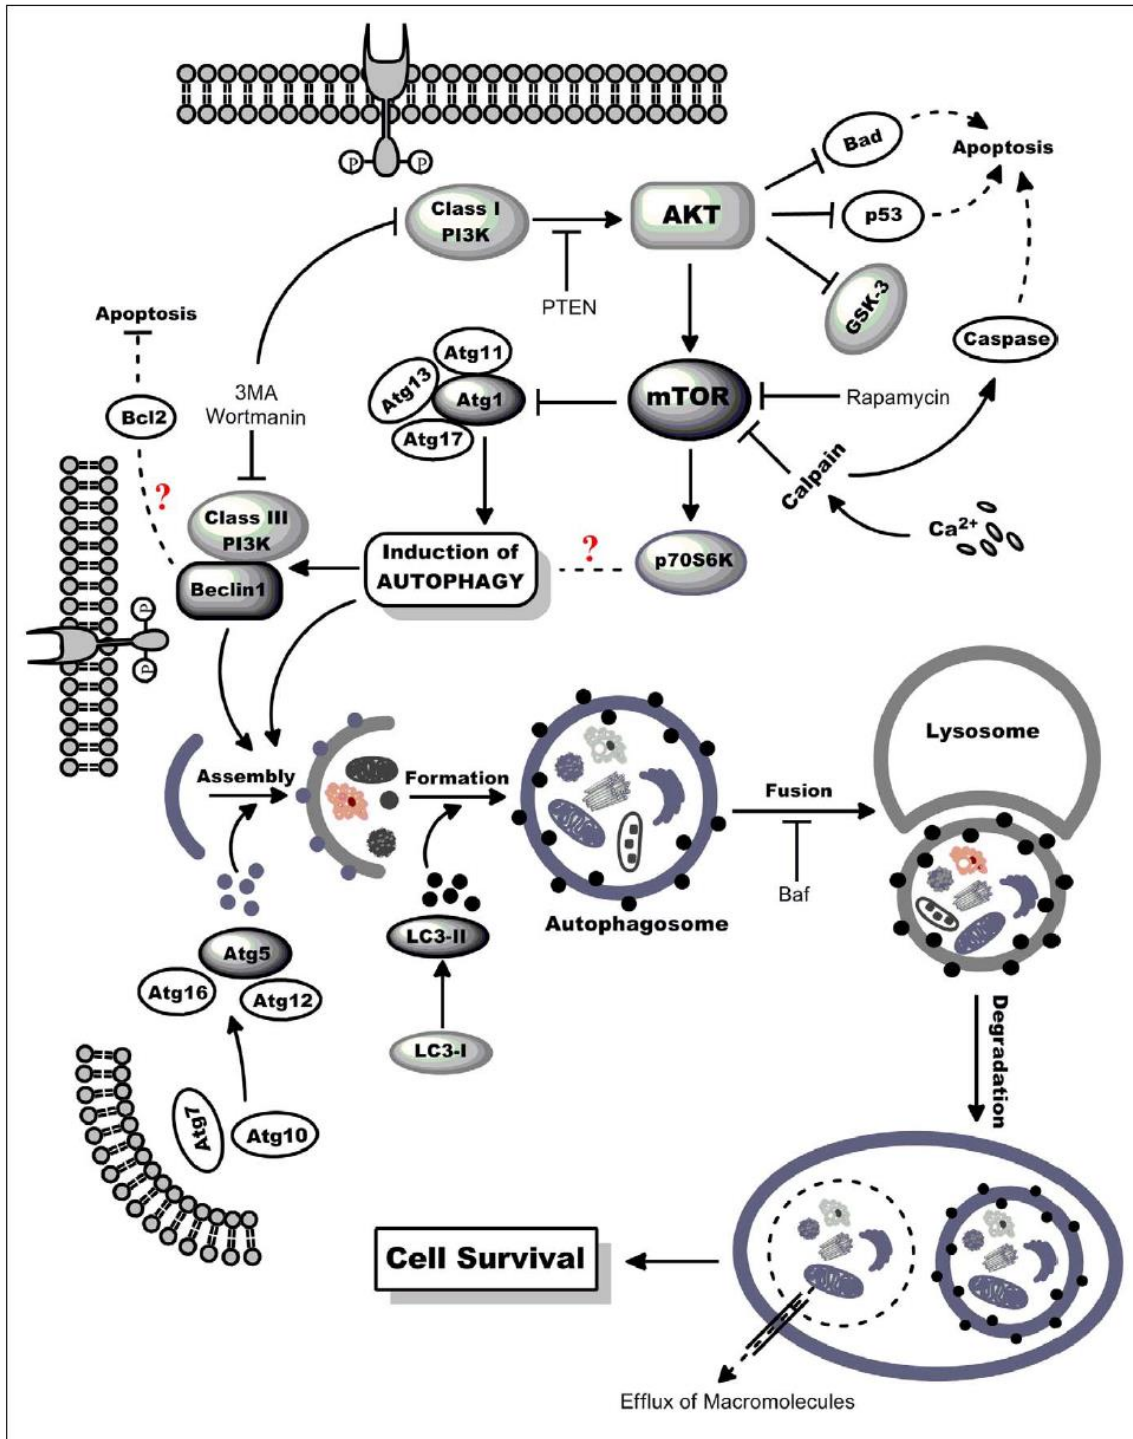 P
P
Class I
PI3K
AKT
Bad
Apoptosis
p53
GSK-3
PTEN
Apoptosis
Caspase
Atg11
Atg13
Atg1
Atg17
mTOR
Rapamycin
3MA
Wortmanin
Bcl2
Calpain
Ca2+
?
Class III
PI3K
Beclin1
Induction of
AUTOPHAGY
?
p70S6K
P
P
Lysosome
Assembly
Formation
Fusion
Baf
Autophagosome
LC3-II
Atg5
Atg16
Atg12
LC3-I
Degradation
Atg7
Atg10
Cell Survival
Efflux of Macromolecules